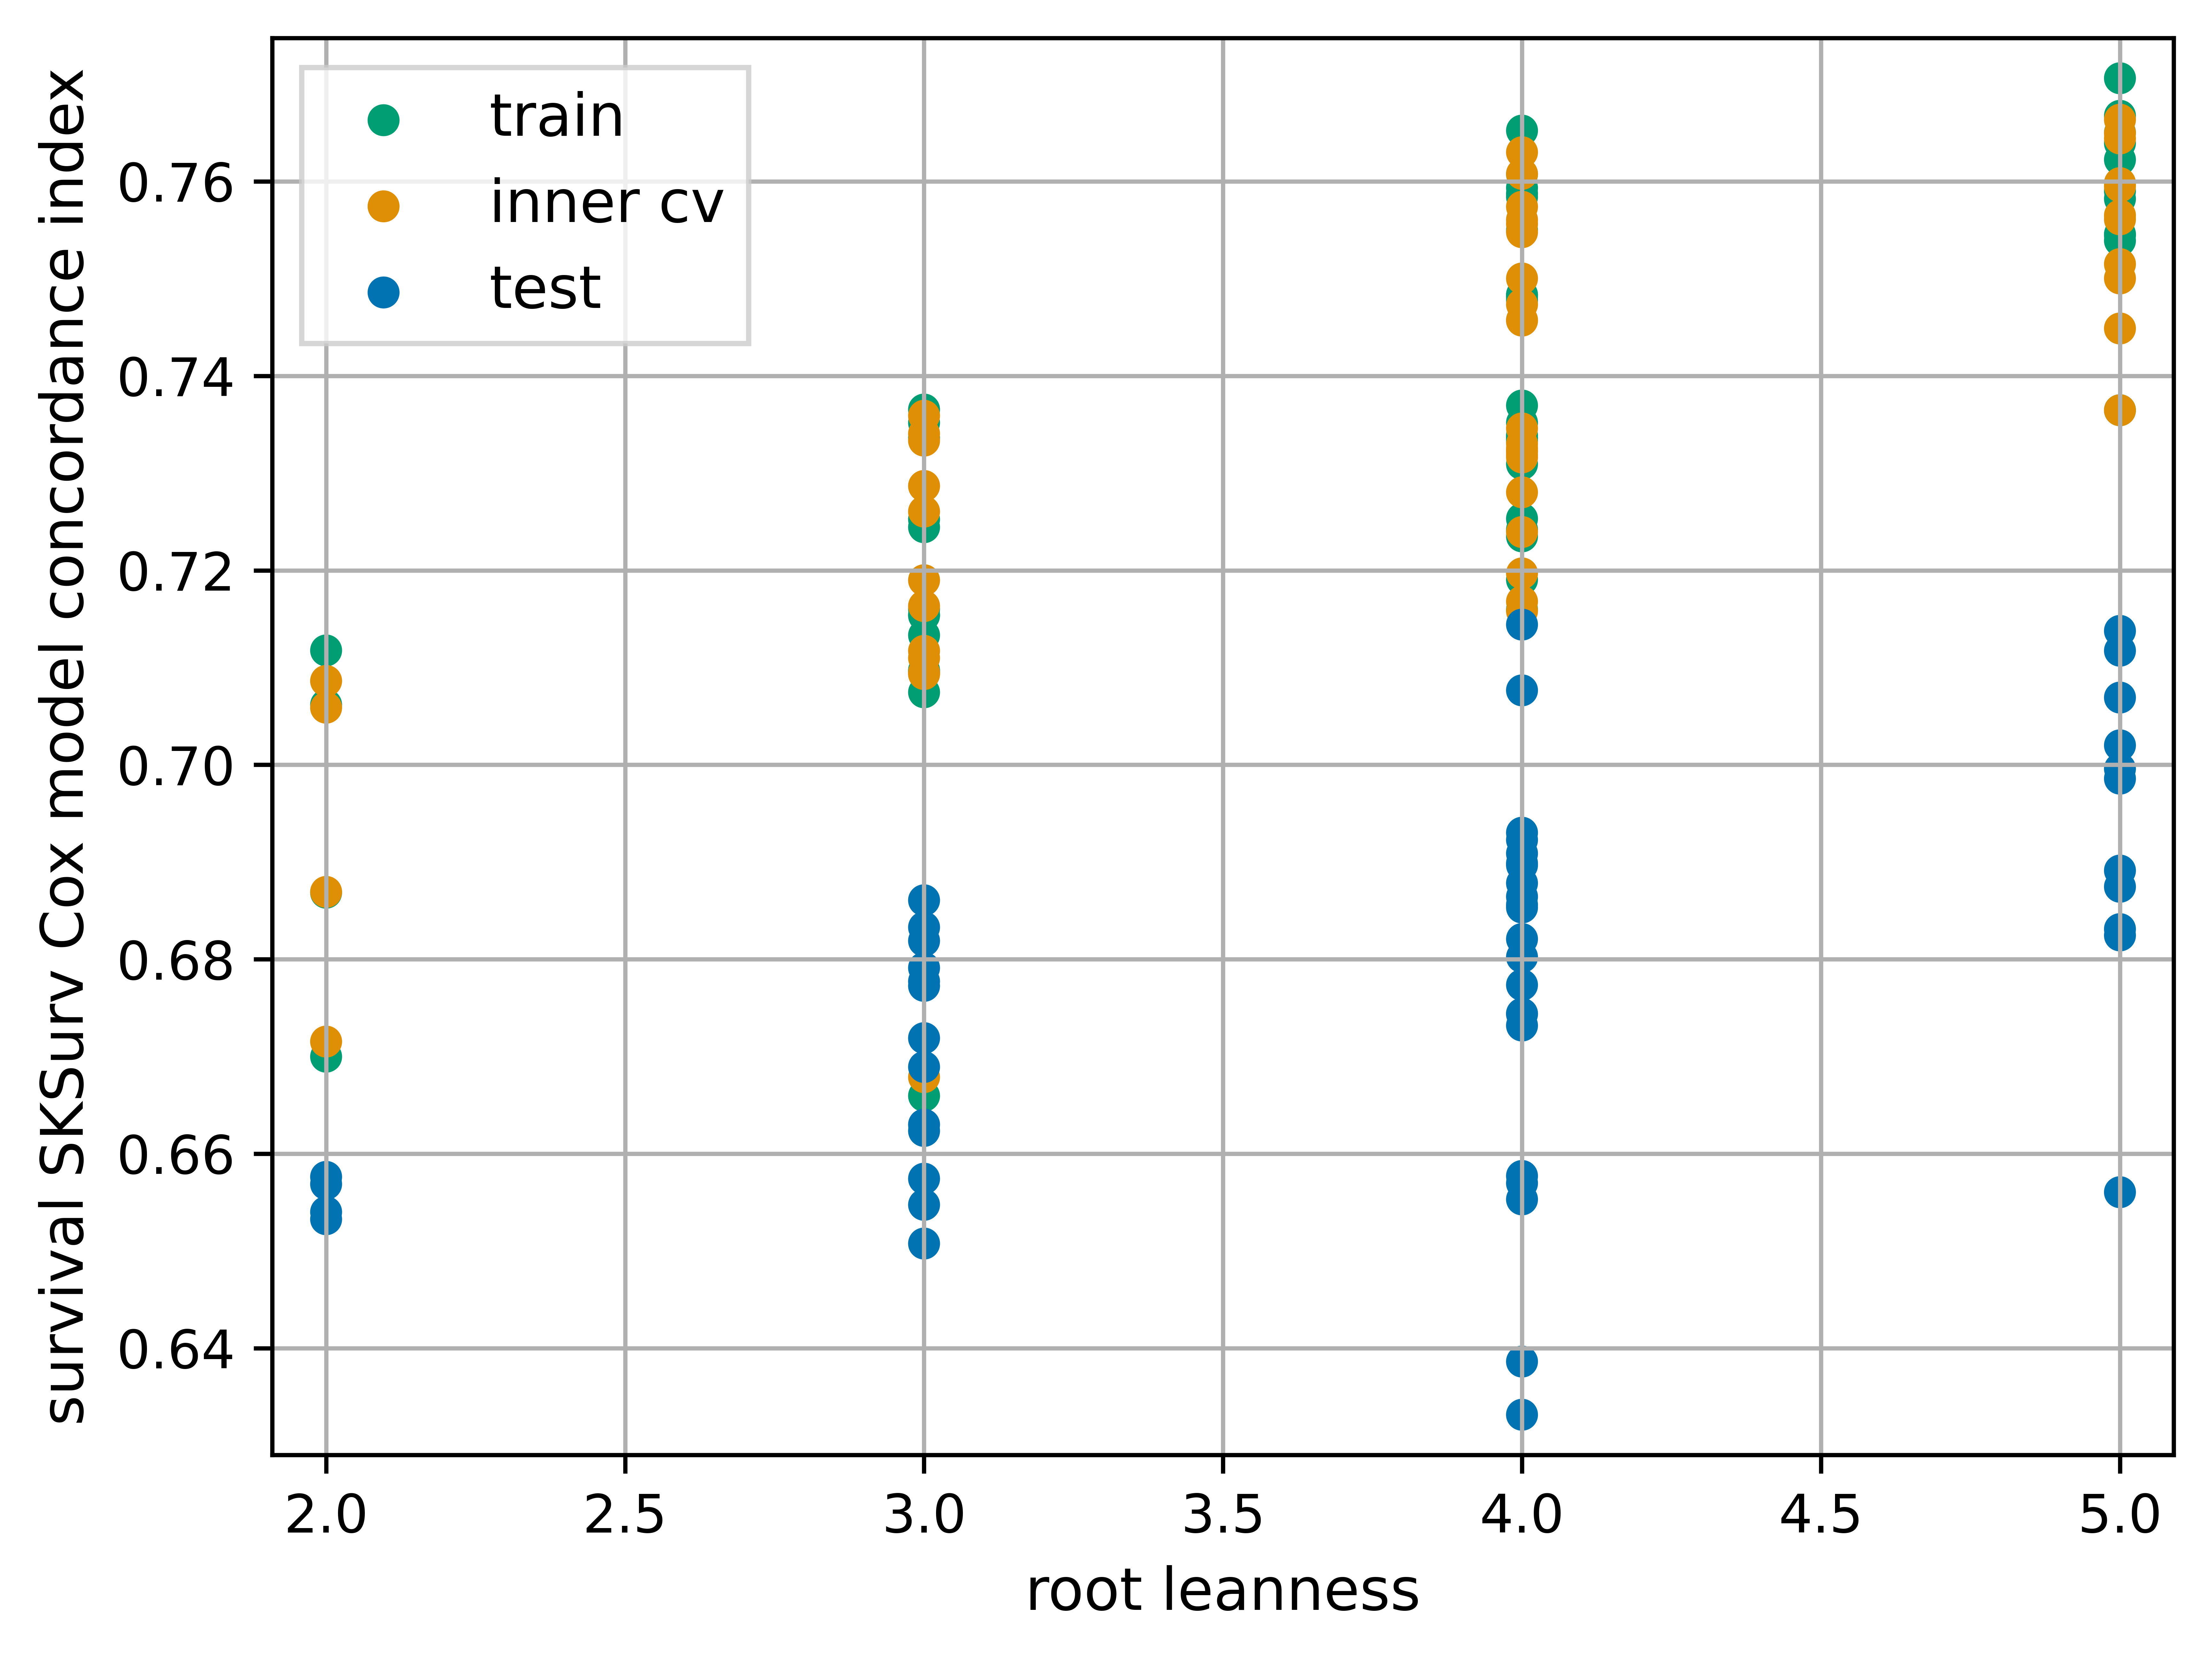 survival SKSurv Cox model concordance index
train
inner cv
test
0.76
0.74
0.72
0.70
0.68
0.66
0.64
2.0 2.5 3.0 3.5 4.0 4.5 5.0
root leanness